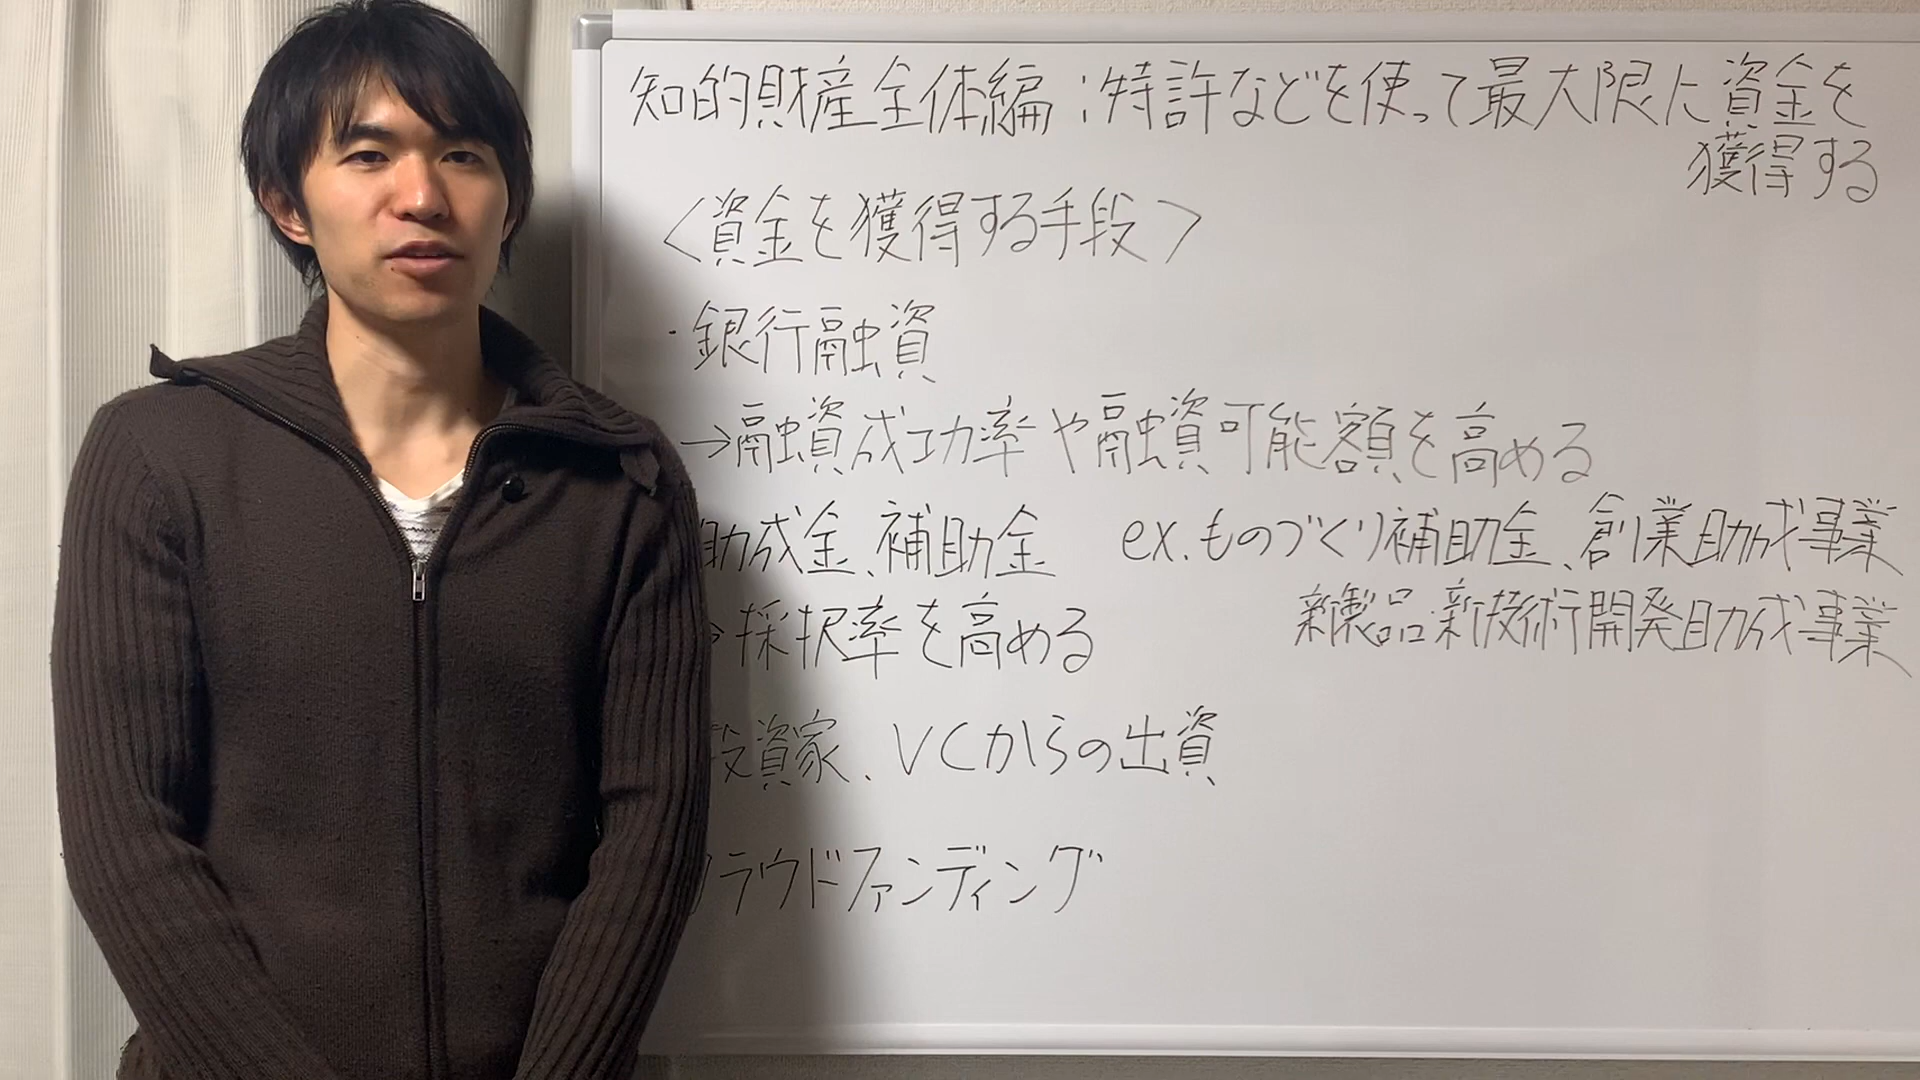 知的財産全体編:特許などを使って最大限に資金を
獲得する
<資金を獲得する手段>
・銀行融資
→融資成功率や融資可能額を高める
助成金、補助金 ex.ものづくり補助金、創業助成事業
新製品・新技術開発助成事業
→採択率を高める
投資家、VCからの出資
クラウドファンディング